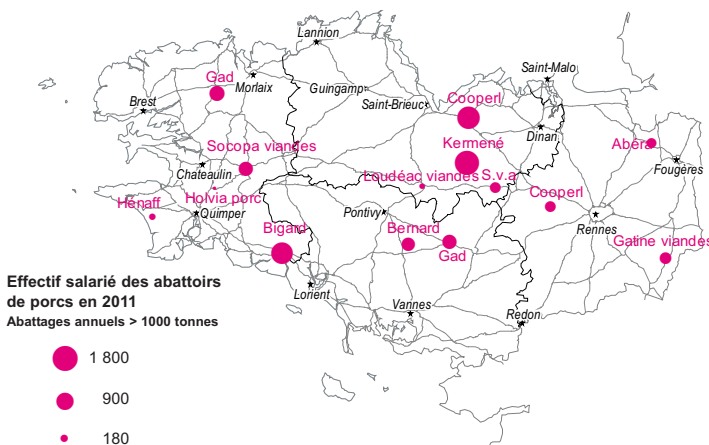 Lannion
Saint-Malo
Gad
Morlaix
Guingamp
Brest
Saint-Brieuc
Cooperl
Dinan
Abéra
Socopa viandes
Kermené
Fougères
Chateaulin
Loudéac viandes
S.v.a
Holvia porc
Cooperl
Hénaff
Quimper
Pontivy
Rennes
Bigard
Bernard
Gatine viandes
Gad
Effectif salarié des abattoirs
de porcs en 2011
Abattages annuels > 1000 tonnes
Lorient
Vannes
Redon
1 800
900
180